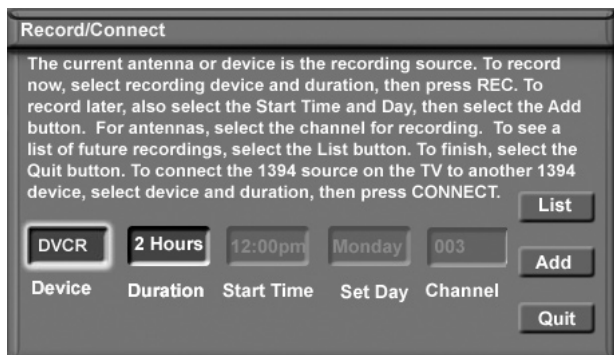 Record/Connect
The current antenna or device is the recording source. To record
now, select recording device and duration, then press REC. To
record later, also select the Start Time and Day, then select the Add
button. For antennas, select the channel for recording. To see a
list of future recordings, select the List button. To finish, select the
Quit button. To connect the 1394 source on the TV to another 1394
device, select device and duration, then press CONNECT.
List
DVCR 2 Hours 12:00pm Monday 003
Add
Device Duration Start Time Set Day Channel
Quit